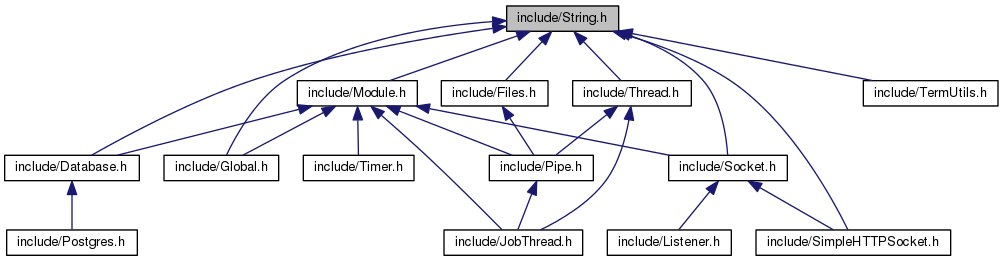 include/String.h
include/Module.h
include/Files.h
include/Thread.h
include/TermUtils.h
include/Database.h
include/Global.h
include/Timer.h
include/Pipe.h
include/Socket.h
include/Postgres.h
include/JobThread.h
include/Listener.h
include/SimpleHTTPSocket.h